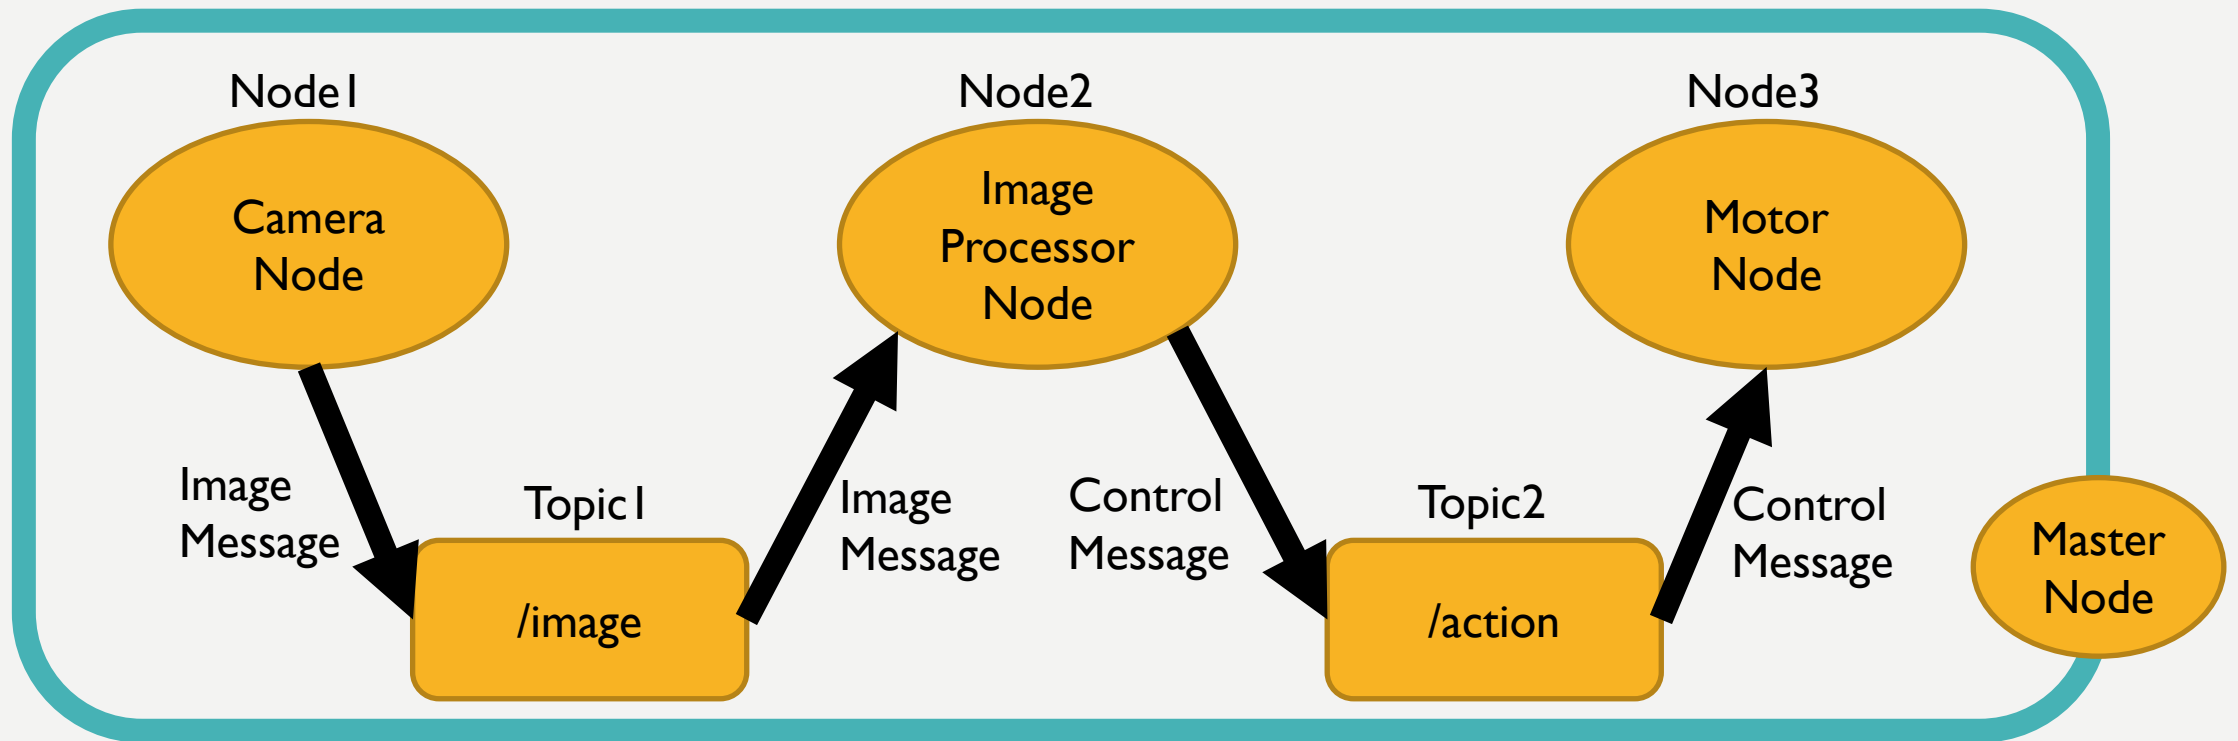 Node1
Node2
Node3
Camera
Node
Image
Processor
Node
Motor
Node
Image
Message
Topic1
Image
Message
Control
Message
Topic2
Control
Message
Master
Node
/image
/action